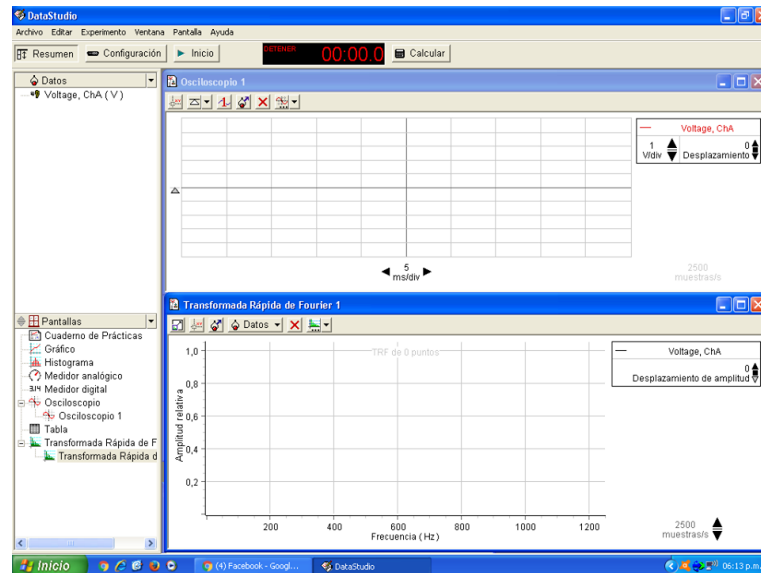 DataStudio
Archivo Editar Experimento Ventana Pantalla Ayuda
Resumen Configuración Inicio DETENER 00:00.0 Calcular
Datos
Voltage, ChA (V)
Osciloscopio 1
Voltage, ChA
1 V/div
0 Desplazamiento
5 ms/div
2500 muestras/s
Pantallas
Cuaderno de Prácticas
Gráfico
Histograma
Medidor analógico
3.14 Medidor digital
Osciloscopio
Osciloscopio 1
Tabla
Transformada Rápida de F
Transformada Rápida d
Transformada Rápida de Fourier 1
Datos
TRF de 0 puntos
Voltage, ChA
0
Desplazamiento de amplitud
Amplitud relativa
1,0
0,8
0,6
0,4
0,2
200 400 600 800 1000 1200
Frecuencia (Hz)
2500
muestras/s
Inicio (4) Facebook - Googl... DataStudio 06:13 p.m.